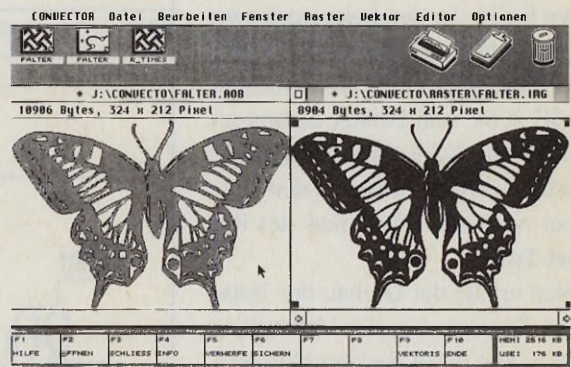 CONVECTOR Datei Bearbeiten Fenster Raster Vektor Editor Optionen
FALTER FALTER R_TIMES
* J:\CONVECTO\FALTER.AOB
* J:\CONVECTO\RASTER\FALTER.IMG
10906 Bytes, 324 x 212 Pixel
8904 Bytes, 324 x 212 Pixel
F1 F2 F3 F4 F5 F6 F7 F8 F9 F10 MEM: 2516 KB
HILFE ÖFFNEN SCHLIESS INFO VERWERFE SICHERN VEKTORIS ENDE USE: 176 KB